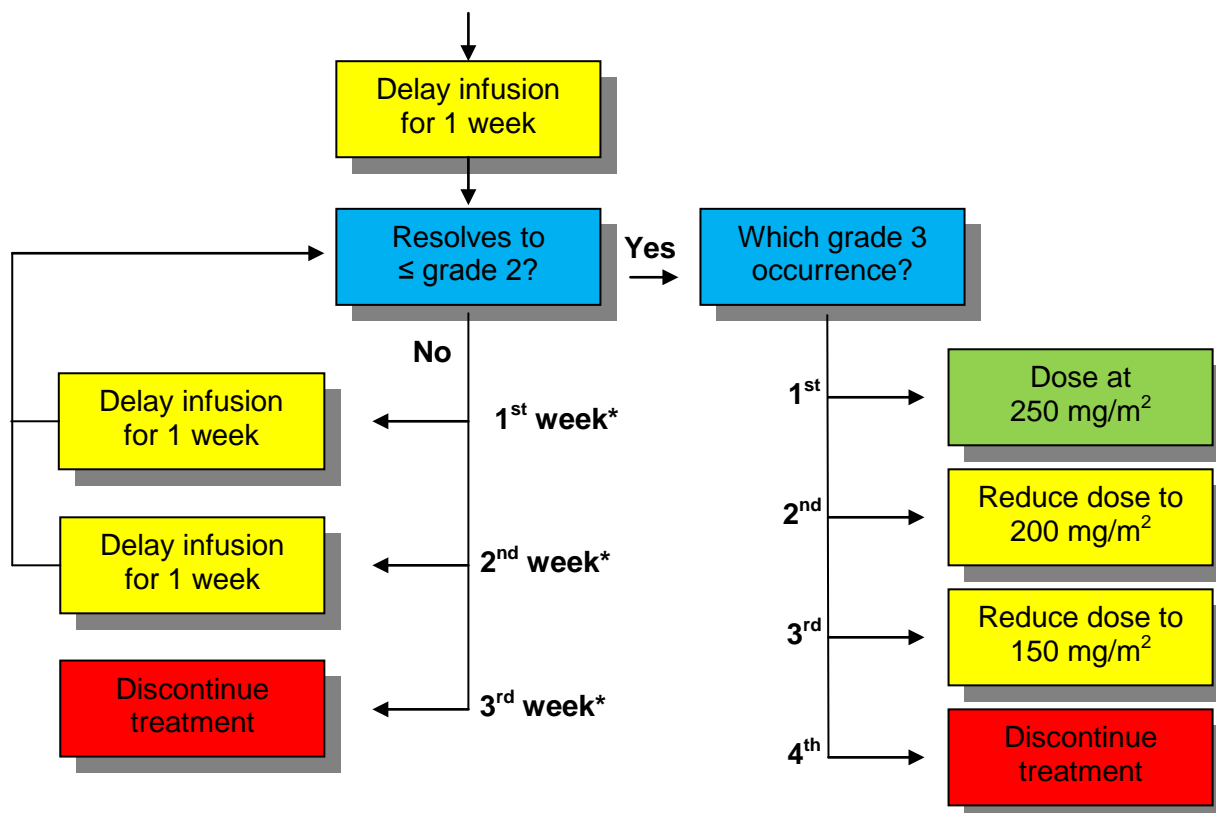 Delay infusion
for 1 week
Resolves to
≤ grade 2?
Yes
Which grade 3
occurrence?
No
Delay infusion
for 1 week
1st week*
Delay infusion
for 1 week
2nd week*
Discontinue
treatment
3rd week*
1st
Dose at
250 mg/m²
2nd
Reduce dose to
200 mg/m²
3rd
Reduce dose to
150 mg/m²
4th
Discontinue
treatment